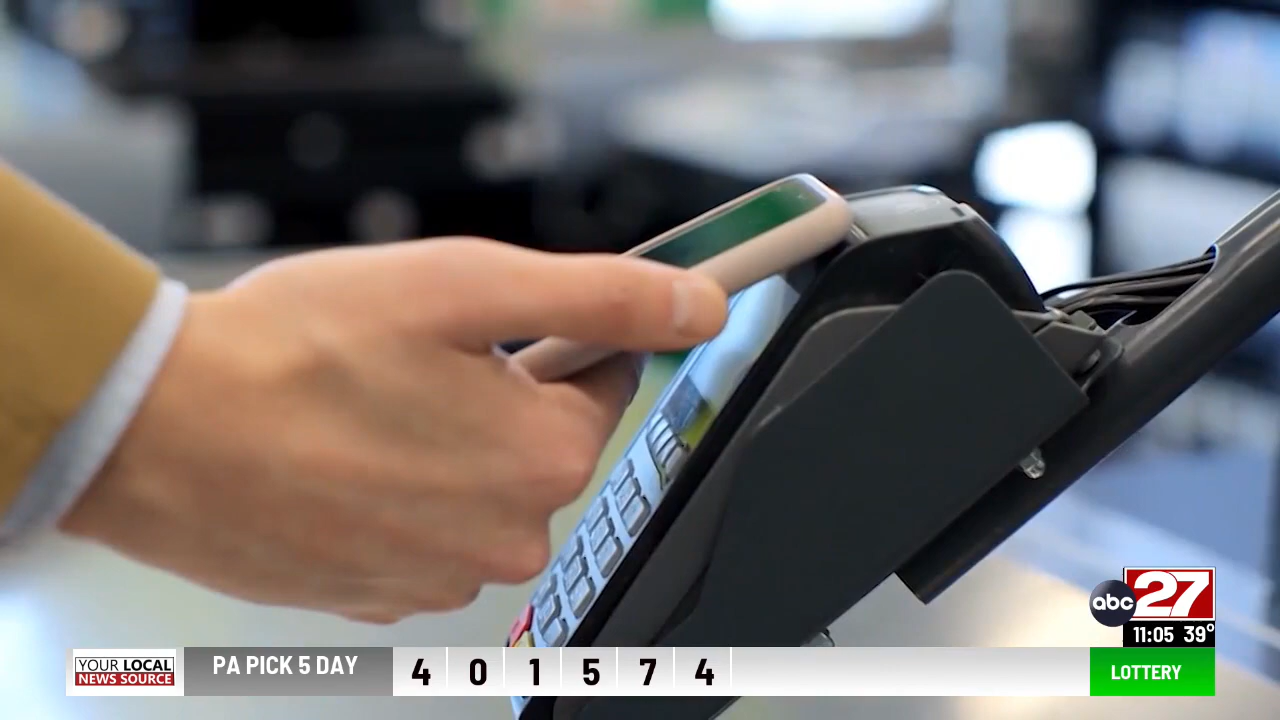 abc 27
11:05 39°
YOUR LOCAL
NEWS SOURCE
PA PICK 5 DAY
4 0 1 5 7 4
LOTTERY